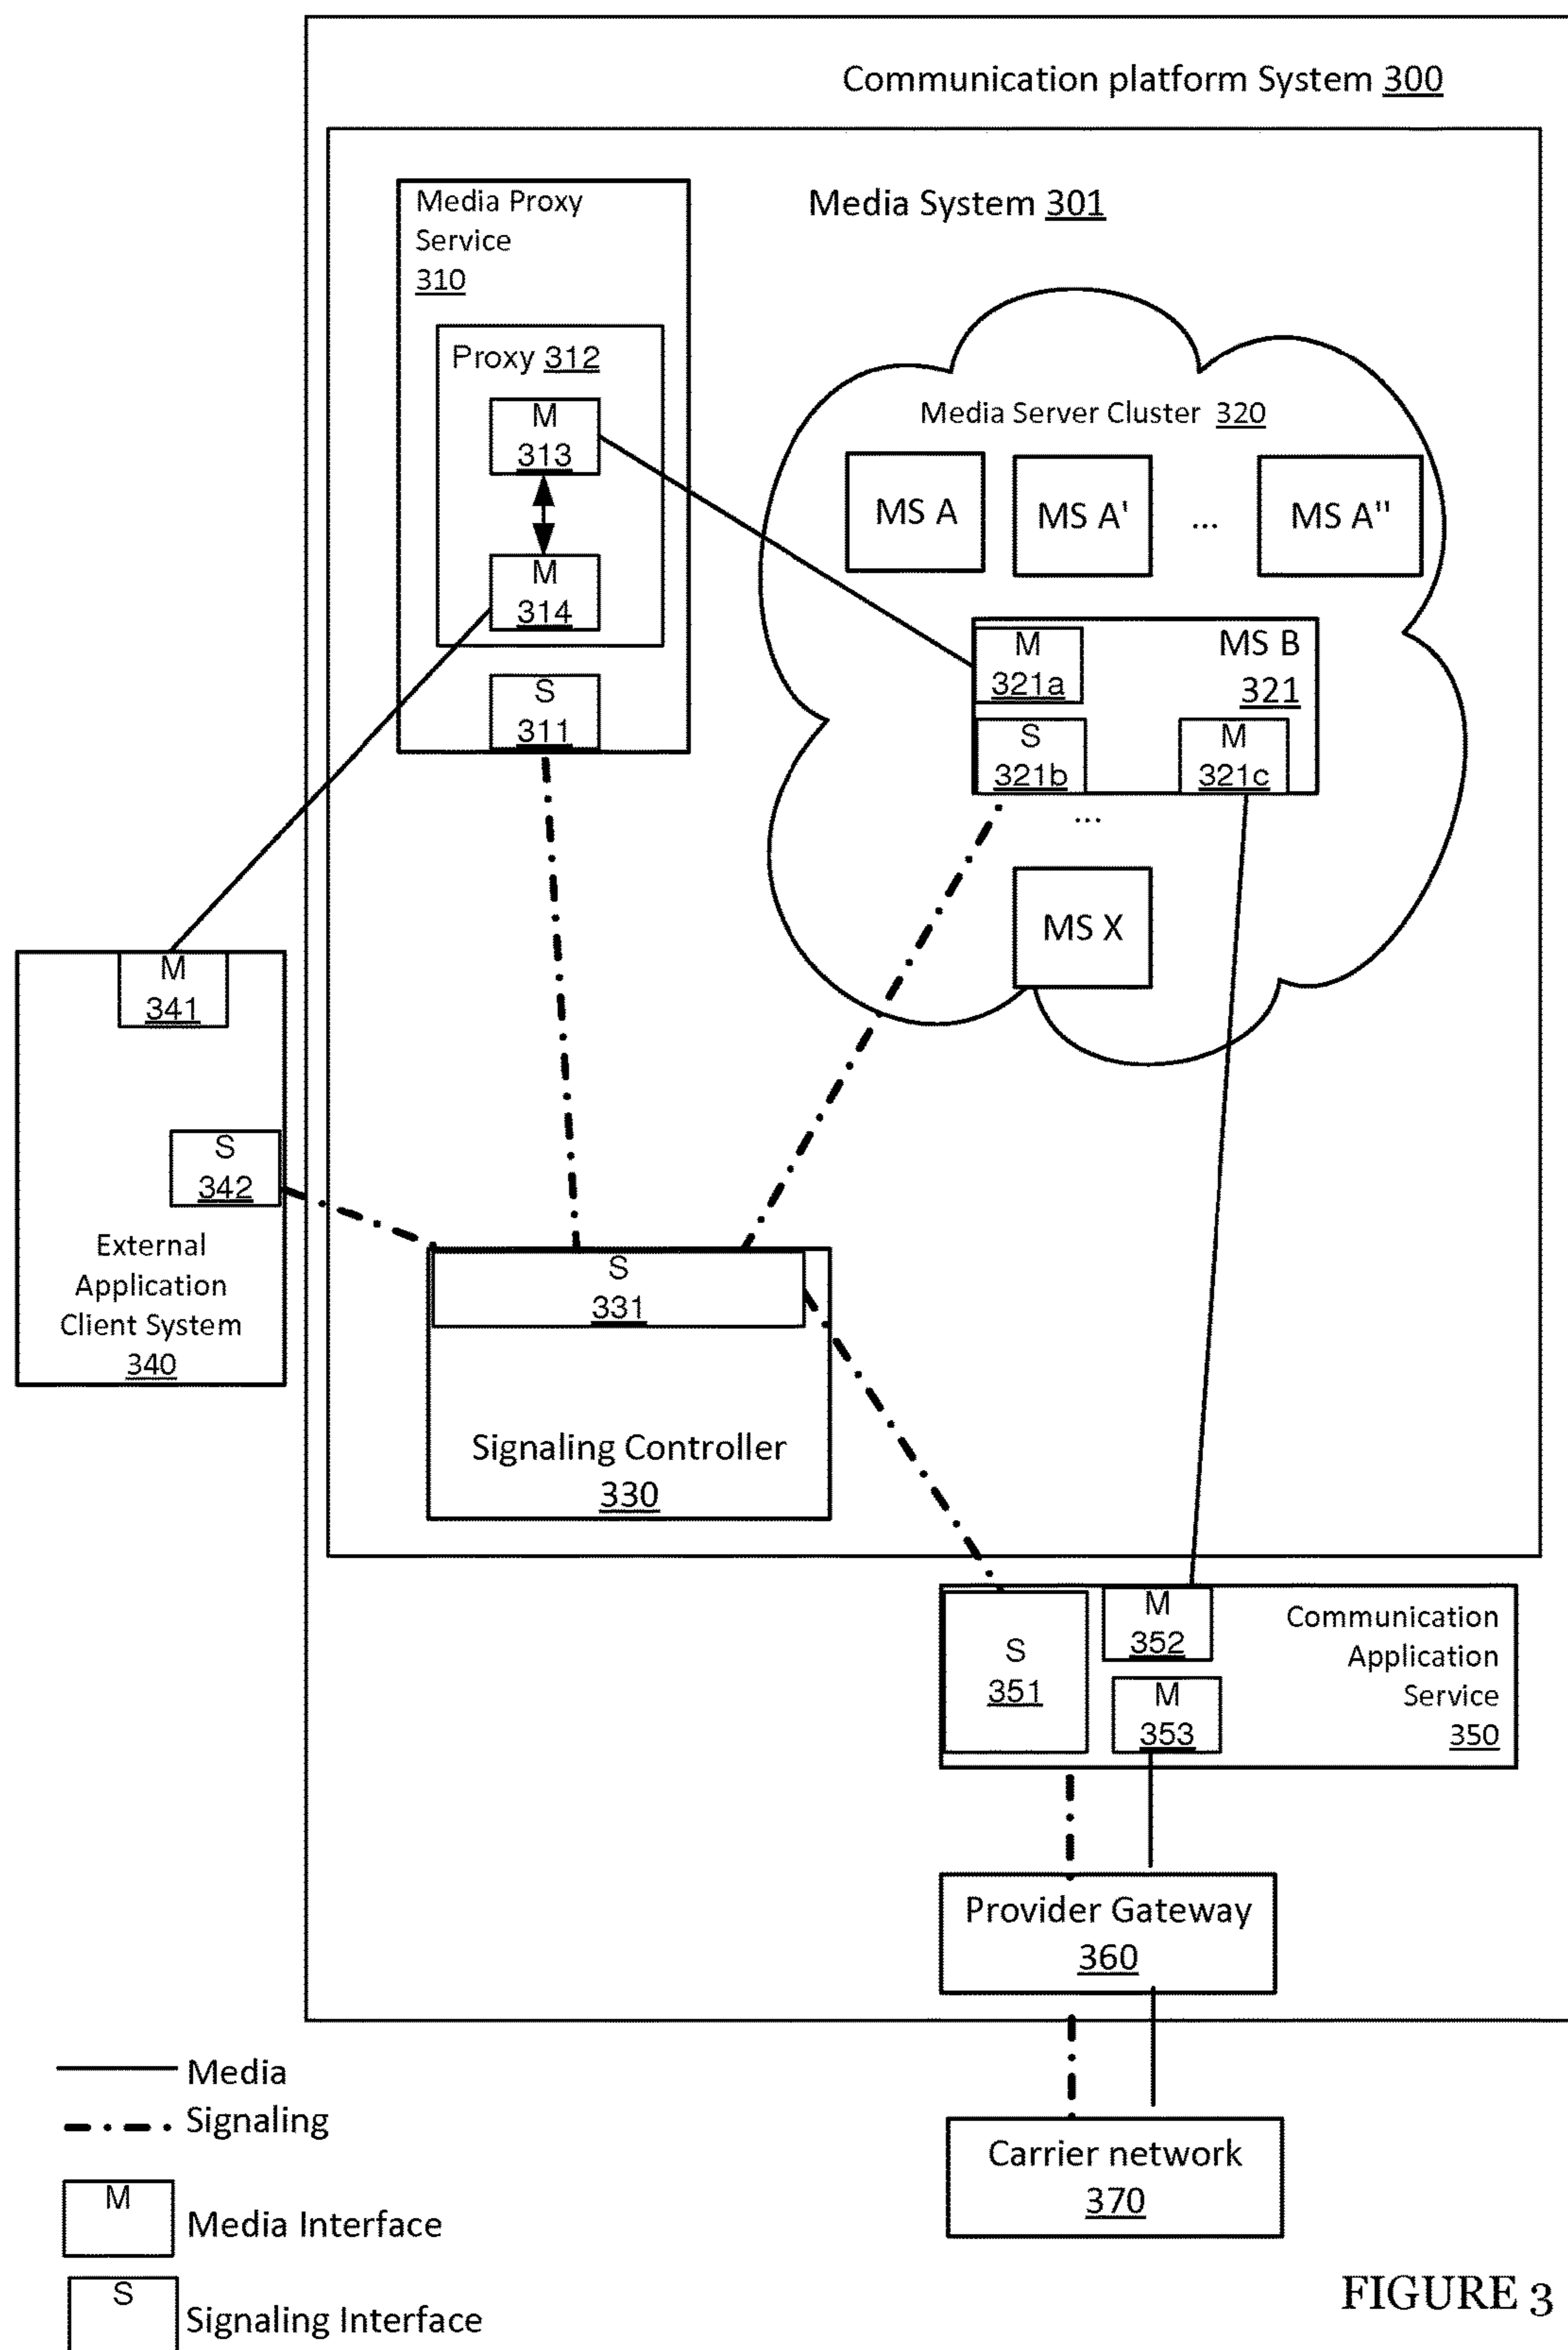 Communication platform System 300
Media System 301
Media Proxy
Service
310
Proxy 312
M
313
M
314
S
311
Media Server Cluster 320
MS A
MS A'
...
MS A"
M
321a
MS B
321
S
321b
M
321c
...
MS X
M
341
S
342
External
Application
Client System
340
S
331
Signaling Controller
330
S
351
M
352
M
353
Communication
Application
Service
350
Provider Gateway
360
Carrier network
370
Media
Signaling
M
Media Interface
S
Signaling Interface
FIGURE 3